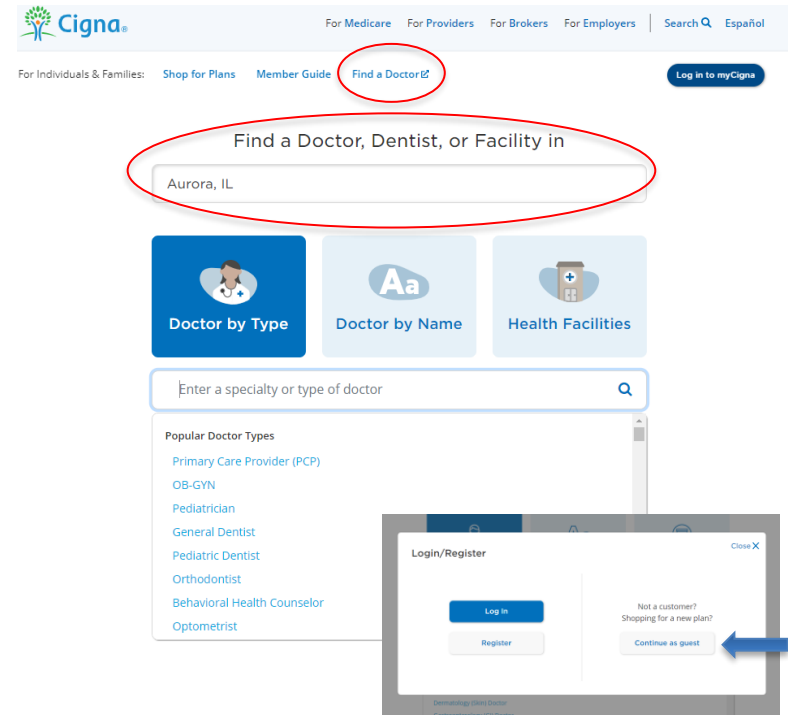 Cigna®
For Medicare For Providers For Brokers For Employers Search Español
For Individuals & Families: Shop for Plans Member Guide Find a Doctor Log in to myCigna
Find a Doctor, Dentist, or Facility in
Aurora, IL
Aa
Doctor by Type Doctor by Name Health Facilities
Enter a specialty or type of doctor
Popular Doctor Types
Primary Care Provider (PCP)
OB-GYN
Pediatrician
General Dentist
Pediatric Dentist
Orthodontist
Behavioral Health Counselor
Optometrist
Close X
Login/Register
Log In
Register
Not a customer?
Shopping for a new plan?
Continue as guest
Dermatology (Skin) Doctor